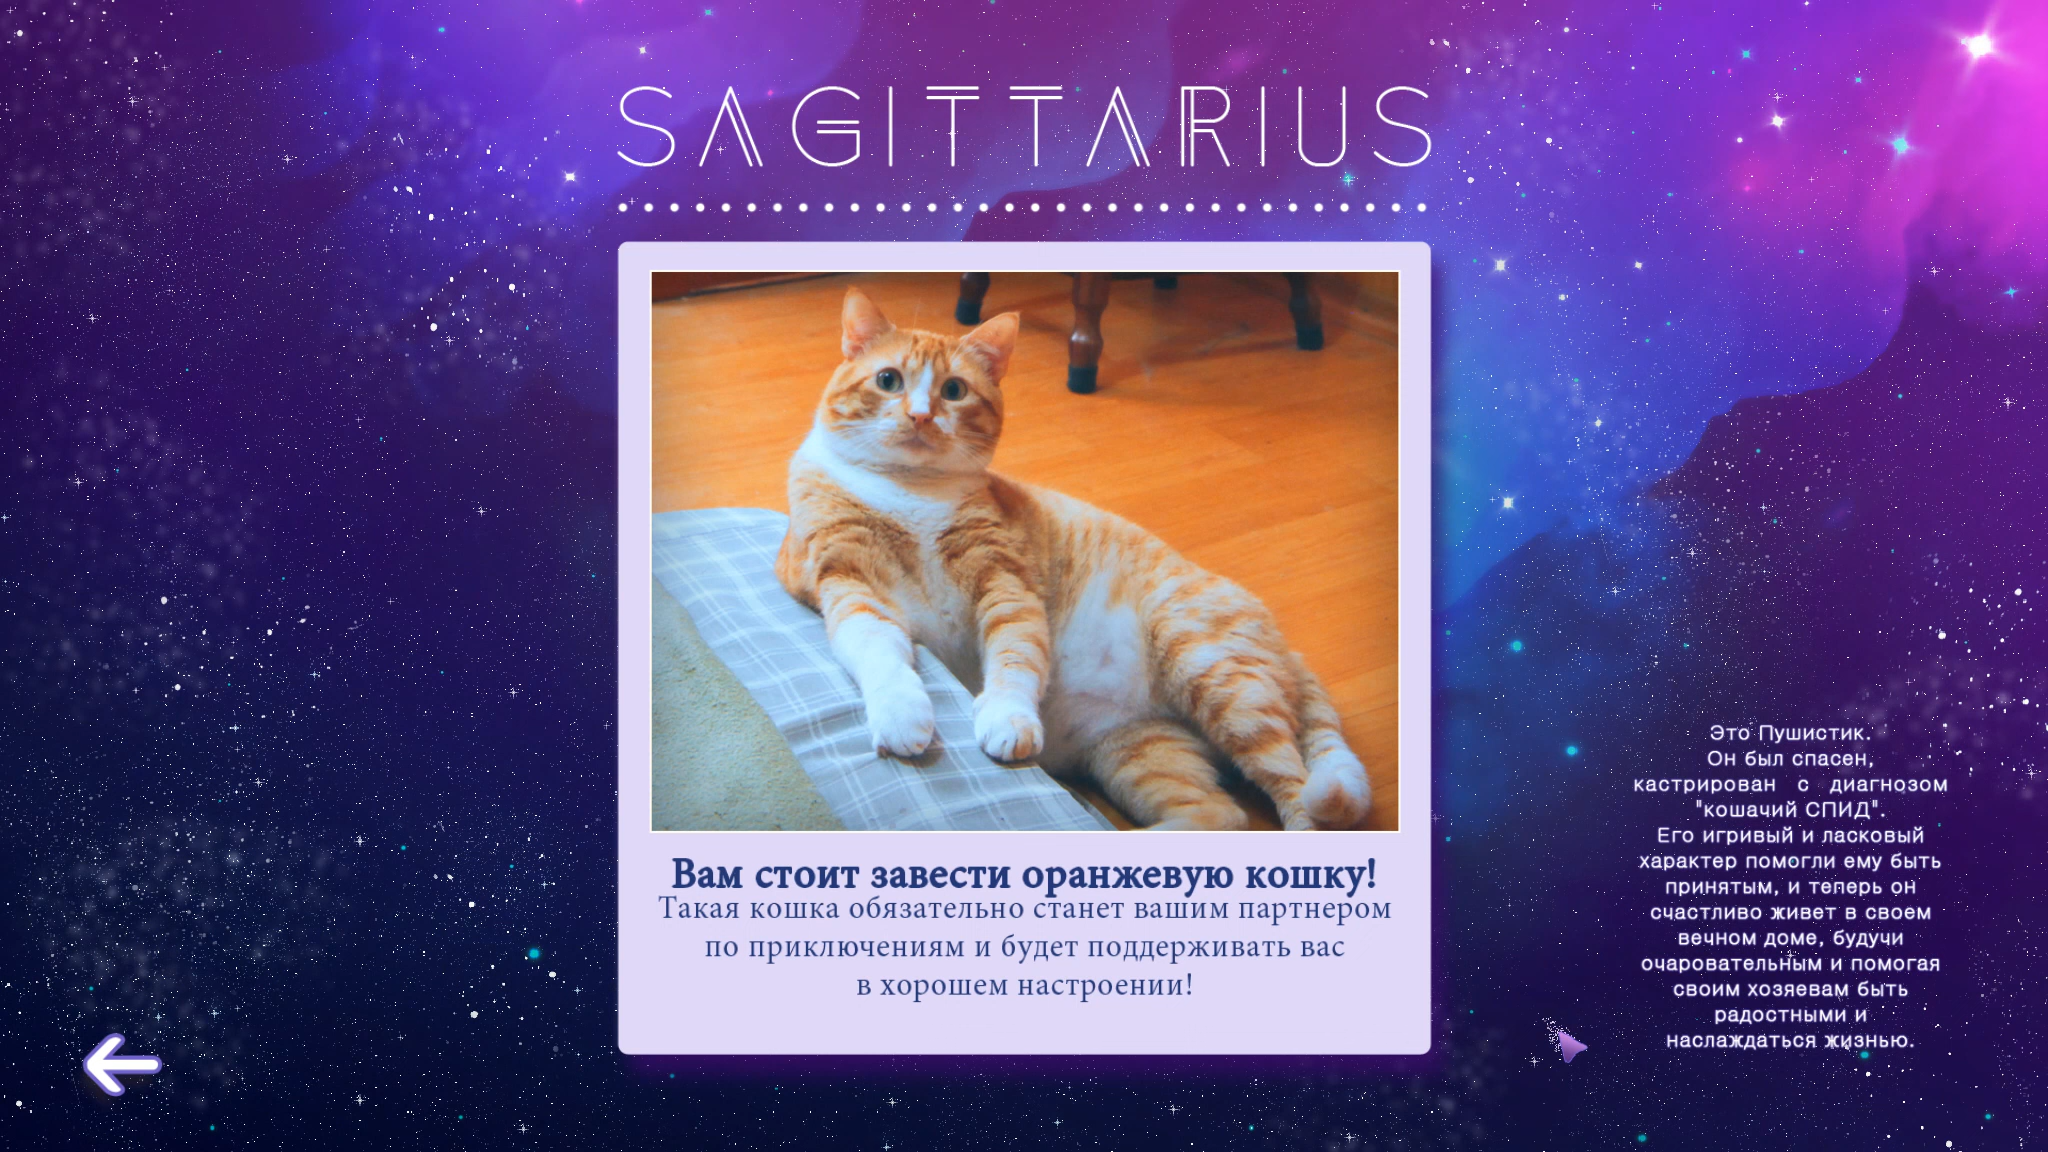 SAGITTARIUS
Вам стоит завести оранжевую кошку!
Такая кошка обязательно станет вашим партнером
по приключениям и будет поддерживать вас
в хорошем настроении!
Это Пушистик.
Он был спасен,
кастрирован с диагнозом
"кошачий СПИД".
Его игривый и ласковый
характер помогли ему быть
принятым, и теперь он
счастливо живет в своем
вечном доме, будучи
очаровательным и помогая
своим хозяевам быть
радостными и
наслаждаться жизнью.